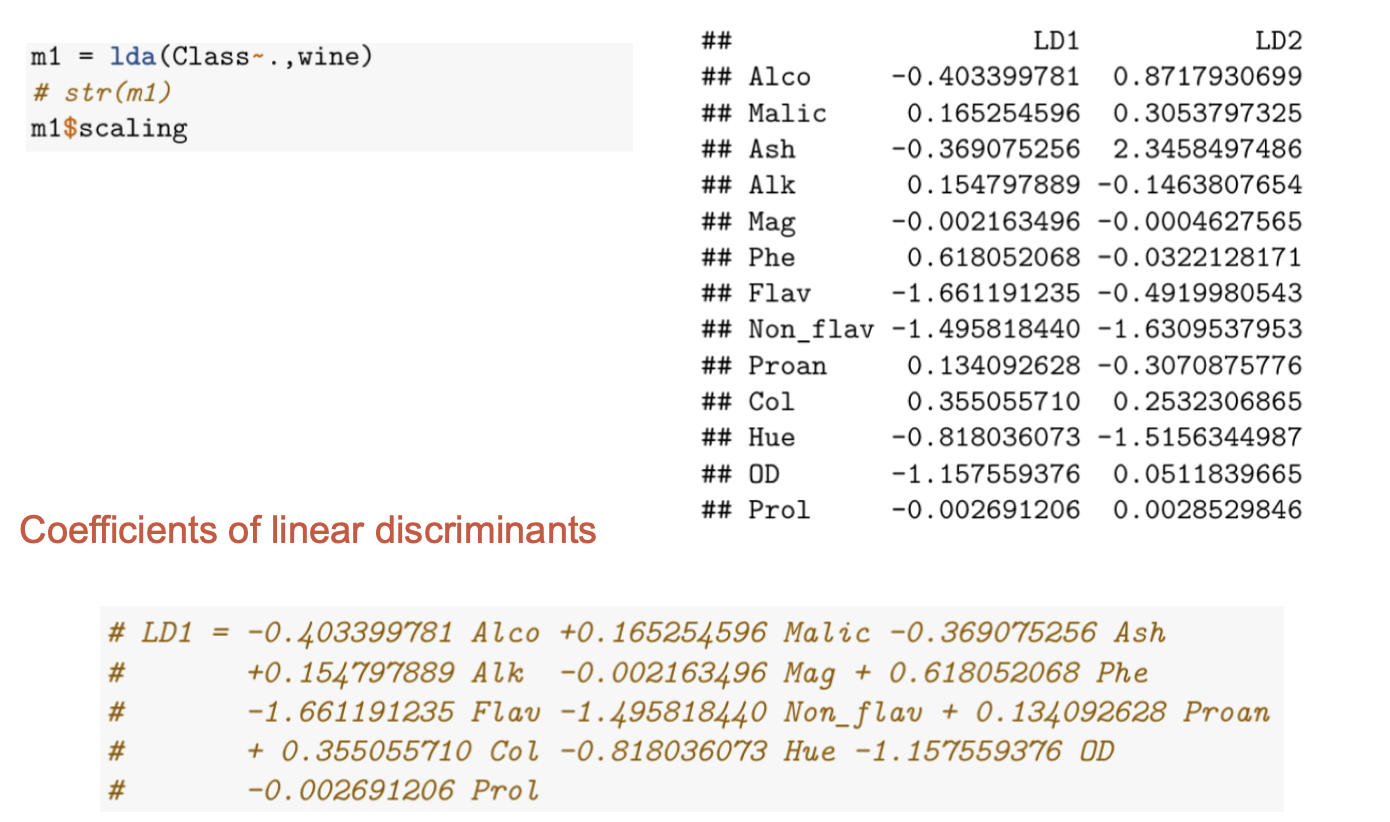 m1 = lda(Class~.,wine)
# str(m1)
m1$scaling
## LD1 LD2
## Alco -0.403399781 0.8717930699
## Malic 0.165254596 0.3053797325
## Ash -0.369075256 2.3458497486
## Alk 0.154797889 -0.1463807654
## Mag -0.002163496 -0.0004627565
## Phe 0.618052068 -0.0322128171
## Flav -1.661191235 -0.4919980543
## Non_flav -1.495818440 -1.6309537953
## Proan 0.134092628 -0.3070875776
## Col 0.355055710 0.2532306865
## Hue -0.818036073 -1.5156344987
## OD -1.157559376 0.0511839665
## Prol -0.002691206 0.0028529846
Coefficients of linear discriminants
# LD1 = -0.403399781 Alco +0.165254596 Malic -0.369075256 Ash
# +0.154797889 Alk -0.002163496 Mag + 0.618052068 Phe
# -1.661191235 Flav -1.495818440 Non_flav + 0.134092628 Proan
# + 0.355055710 Col -0.818036073 Hue -1.157559376 OD
# -0.002691206 Prol